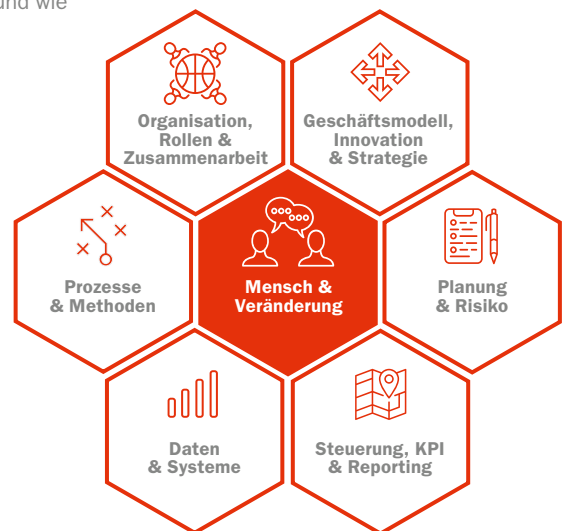 und wie
Organisation,
Rollen &
Zusammenarbeit
Geschäftsmodell,
Innovation
& Strategie
Prozesse
& Methoden
Mensch &
Veränderung
Planung
& Risiko
Daten
& Systeme
Steuerung, KPI
& Reporting